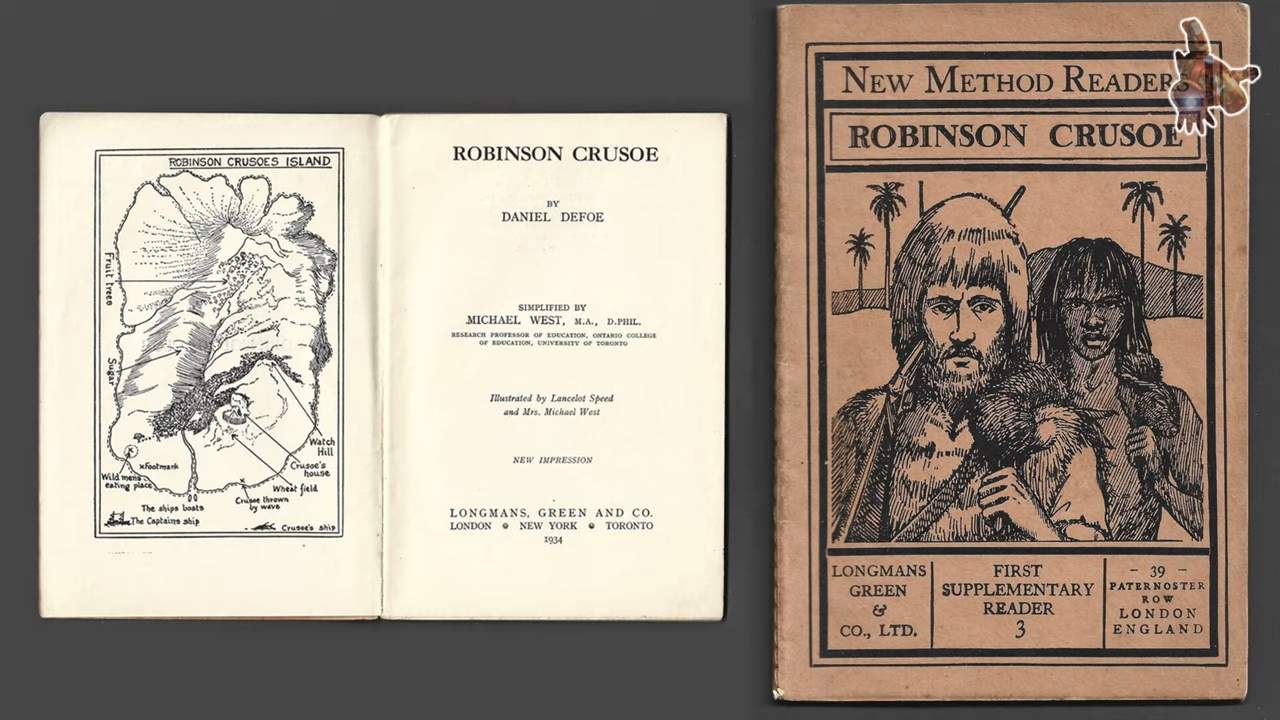 ROBINSON CRUSOES ISLAND
Fruit trees
Sugar
Watch
Hill
Crusoe's
house
Wheat field
xFootmark
Wild mens
eating place
Crusoe thrown
by wave
The ships boats
The Captains ship
Crusoe's ship
ROBINSON CRUSOE
BY
DANIEL DEFOE
SIMPLIFIED BY
MICHAEL WEST, M.A., D.PHIL.
RESEARCH PROFESSOR OF EDUCATION, ONTARIO COLLEGE
OF EDUCATION, UNIVERSITY OF TORONTO
Illustrated by Lancelot Speed
and Mrs. Michael West
NEW IMPRESSION
LONGMANS, GREEN AND CO.
LONDON • NEW YORK • TORONTO
1934
NEW METHOD READERS
ROBINSON CRUSOE
LONGMANS
GREEN
&
CO., LTD.
FIRST
SUPPLEMENTARY
READER
3
– 39 –
PATERNOSTER
ROW
LONDON
ENGLAND